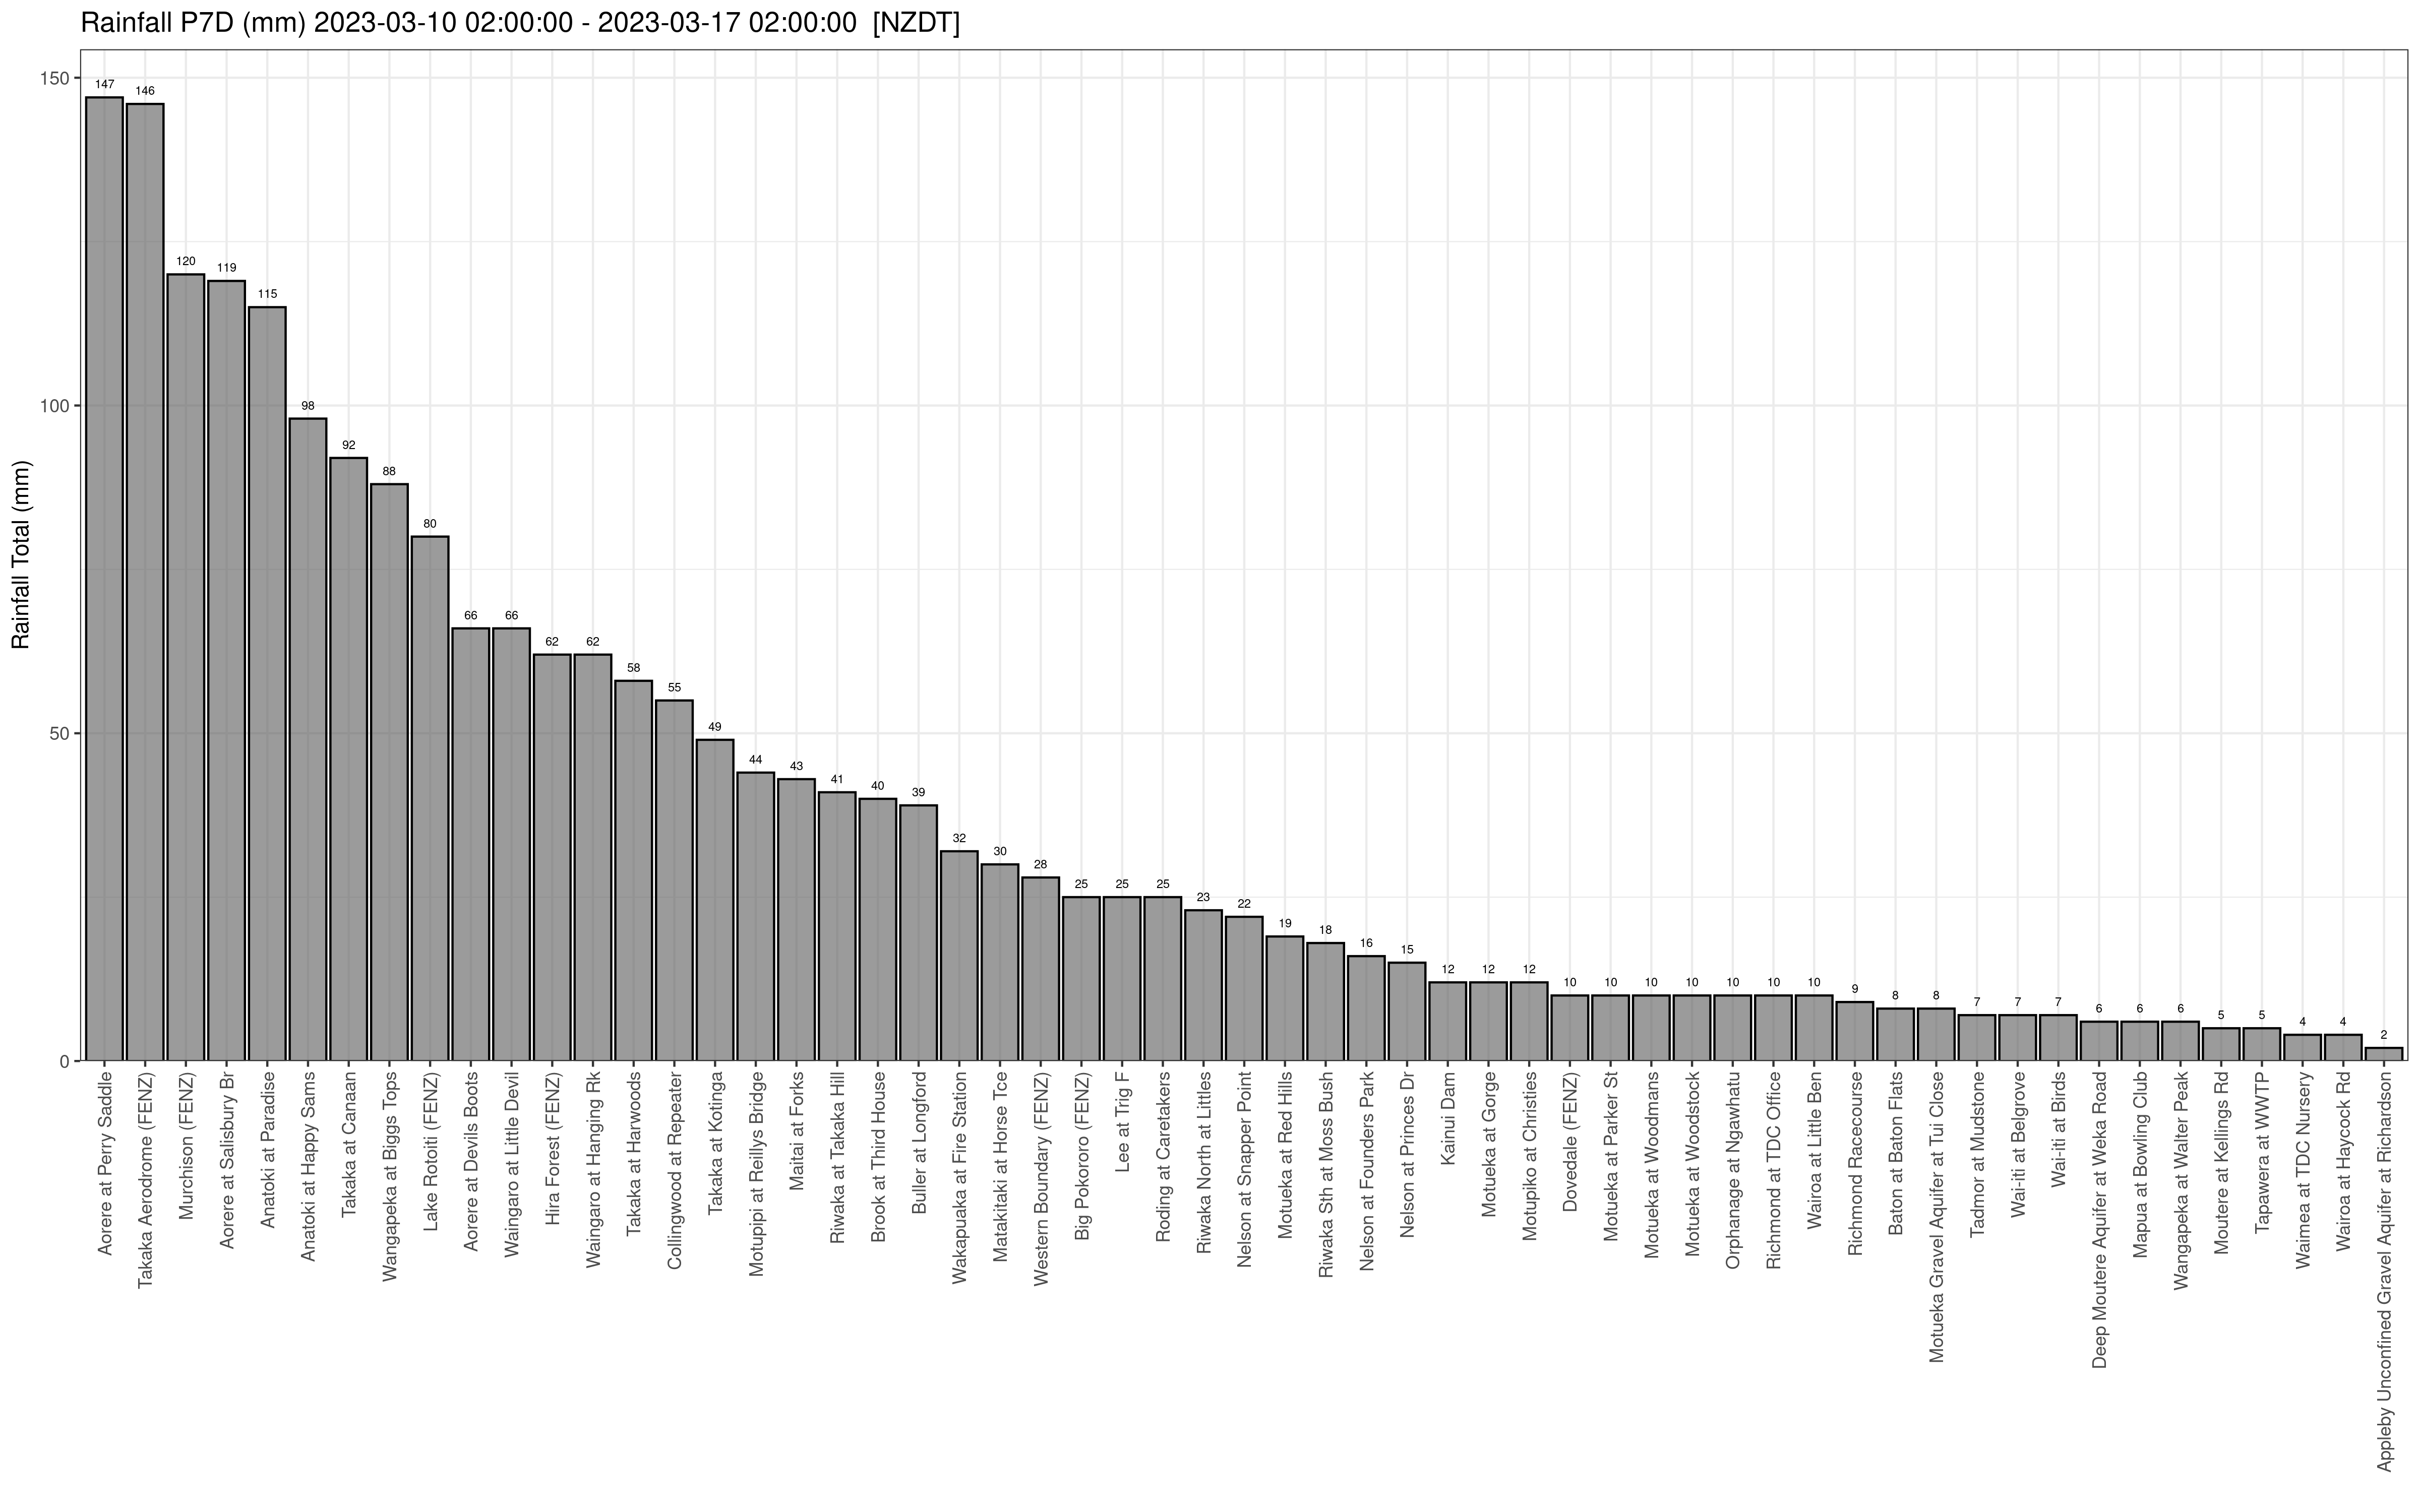 Rainfall P7D (mm) 2023-03-10 02:00:00 - 2023-03-17 02:00:00  [NZDT]
Rainfall Total (mm)
150
100
50
0
147
146
120
119
115
98
92
88
80
66
66
62
62
58
55
49
44
43
41
40
39
32
30
28
25
25
25
23
22
19
18
16
15
12
12
12
10
10
10
10
10
10
10
9
8
8
7
7
7
6
6
6
5
5
4
4
2
Aorere at Perry Saddle
Takaka Aerodrome (FENZ)
Murchison (FENZ)
Aorere at Salisbury Br
Anatoki at Paradise
Anatoki at Happy Sams
Takaka at Canaan
Wangapeka at Biggs Tops
Lake Rotoiti (FENZ)
Aorere at Devils Boots
Waingaro at Little Devil
Hira Forest (FENZ)
Waingaro at Hanging Rk
Takaka at Harwoods
Collingwood at Repeater
Takaka at Kotinga
Motupipi at Reillys Bridge
Maitai at Forks
Riwaka at Takaka Hill
Brook at Third House
Buller at Longford
Wakapuaka at Fire Station
Matakitaki at Horse Tce
Western Boundary (FENZ)
Big Pokororo (FENZ)
Lee at Trig F
Roding at Caretakers
Riwaka North at Littles
Nelson at Snapper Point
Motueka at Red Hills
Riwaka Sth at Moss Bush
Nelson at Founders Park
Nelson at Princes Dr
Kainui Dam
Motueka at Gorge
Motupiko at Christies
Dovedale (FENZ)
Motueka at Parker St
Motueka at Woodmans
Motueka at Woodstock
Orphanage at Ngawhatu
Richmond at TDC Office
Wairoa at Little Ben
Richmond Racecourse
Baton at Baton Flats
Motueka Gravel Aquifer at Tui Close
Tadmor at Mudstone
Wai-iti at Belgrove
Wai-iti at Birds
Deep Moutere Aquifer at Weka Road
Mapua at Bowling Club
Wangapeka at Walter Peak
Moutere at Kellings Rd
Tapawera at WWTP
Waimea at TDC Nursery
Wairoa at Haycock Rd
Appleby Unconfined Gravel Aquifer at Richardson